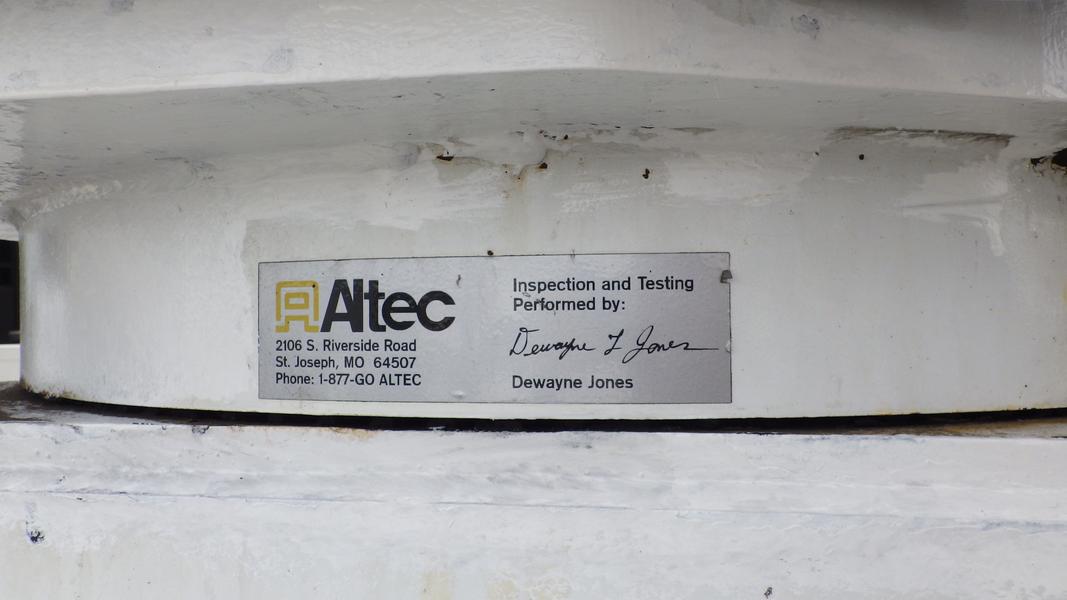 Altec
2106 S. Riverside Road
St. Joseph, MO 64507
Phone: 1-877-GO ALTEC
Inspection and Testing
Performed by:
Dewayne L Jones
Dewayne Jones